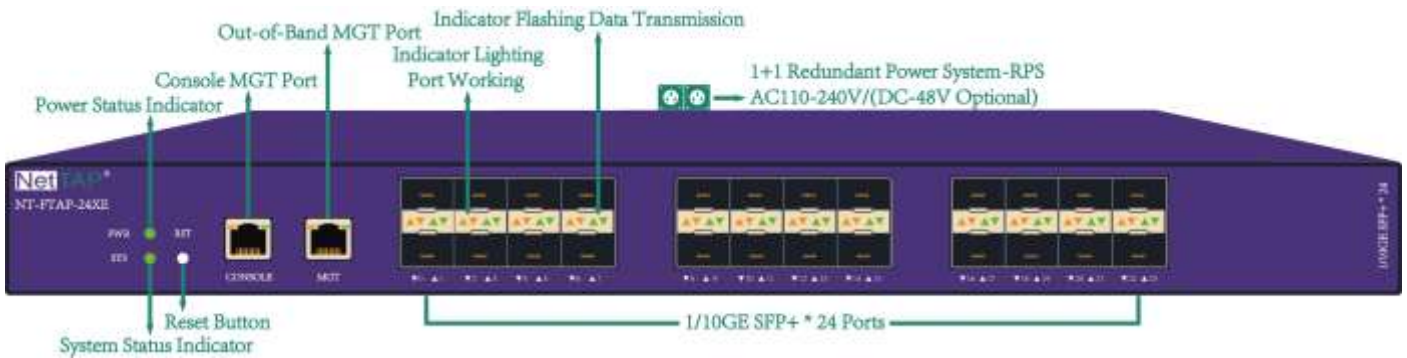 Indicator Flashing Data Transmission
Out-of-Band MGT Port
Indicator Lighting
Port Working
Console MGT Port
1+1 Redundant Power System-RPS
AC110-240V/(DC-48V Optional)
Power Status Indicator
NetTAP®
NT-FTAP-24XE
PWR
RST
SYS
CONSOLE
MGT
1/10GE SFP+ * 24
1/10GE SFP+ * 24 Ports
Reset Button
System Status Indicator